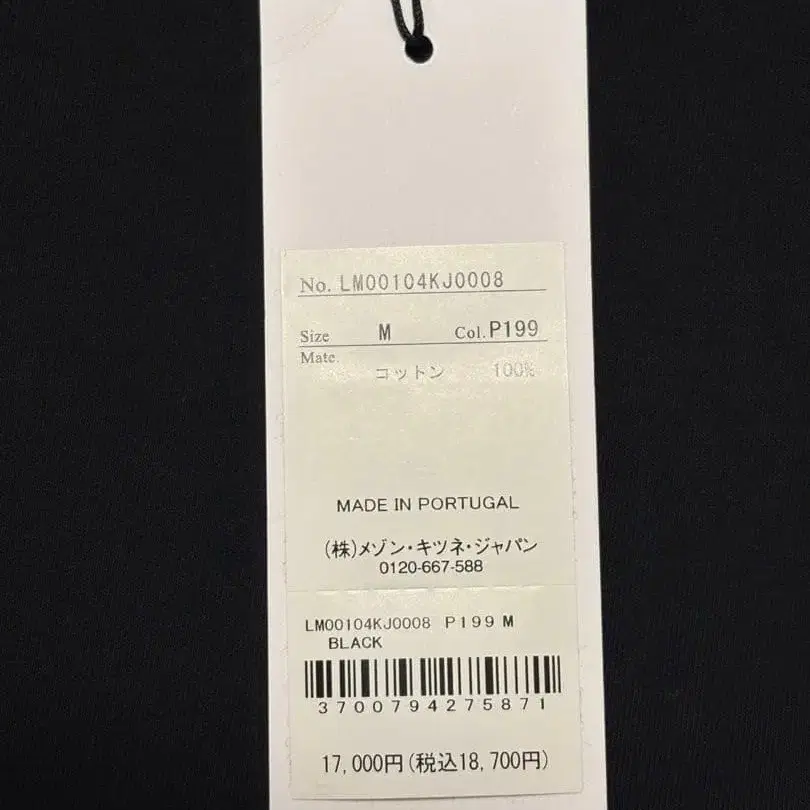 No. LM00104KJ0008
Size M Col. P199
Mate.
コットン 100%
MADE IN PORTUGAL
(株)メゾン・キツネ・ジャパン
0120-667-588
LM00104KJ0008 P199 M
BLACK
3700794275871
17,000円(税込18,700円)